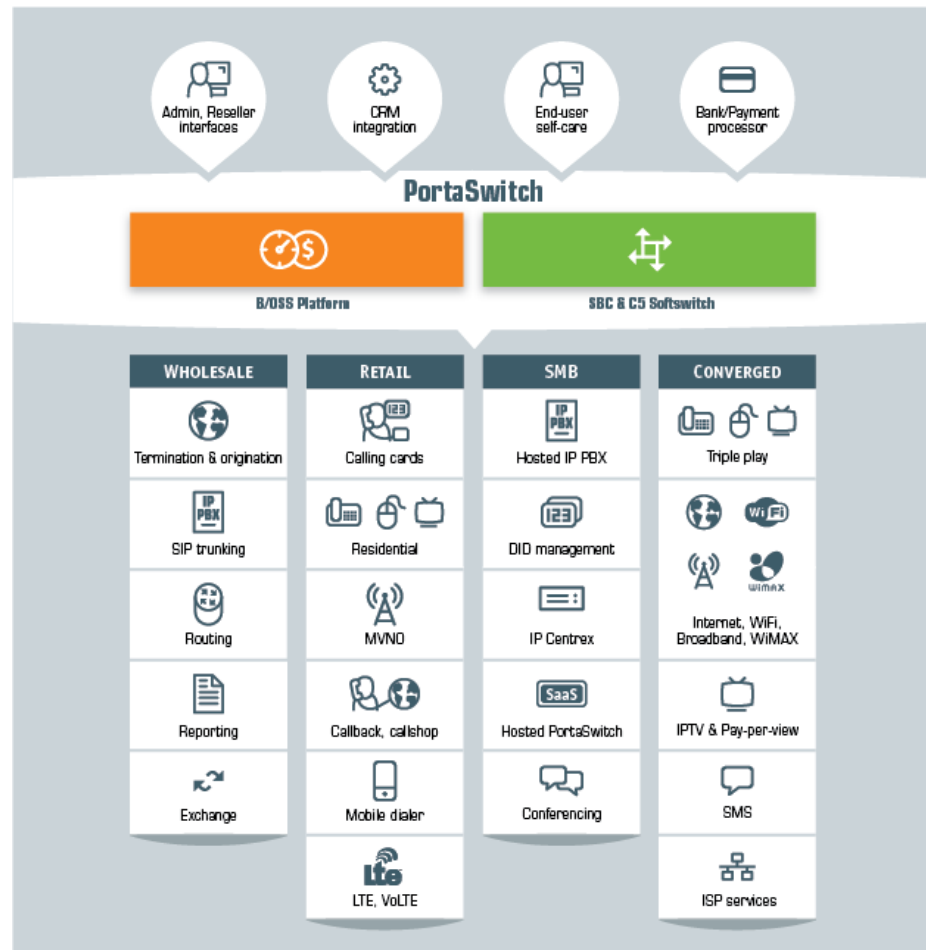 Admin, Reseller
interfaces
CRM
integration
End-user
self-care
Bank/Payment
processor
PortaSwitch
B/OSS Platform
SBC & C5 Softswitch
WHOLESALE
Termination & origination
IP
PBX
SIP trunking
Routing
Reporting
Exchange
RETAIL
123
Calling cards
Residential
MVNO
Callback, callshop
Mobile dialer
Lte
LTE, VoLTE
SMB
IP
PBX
Hosted IP PBX
123
DID management
IP Centrex
SaaS
Hosted PortaSwitch
Conferencing
CONVERGED
Triple play
WiFi
WiMAX
Internet, WiFi,
Broadband, WiMAX
IPTV & Pay-per-view
SMS
ISP services